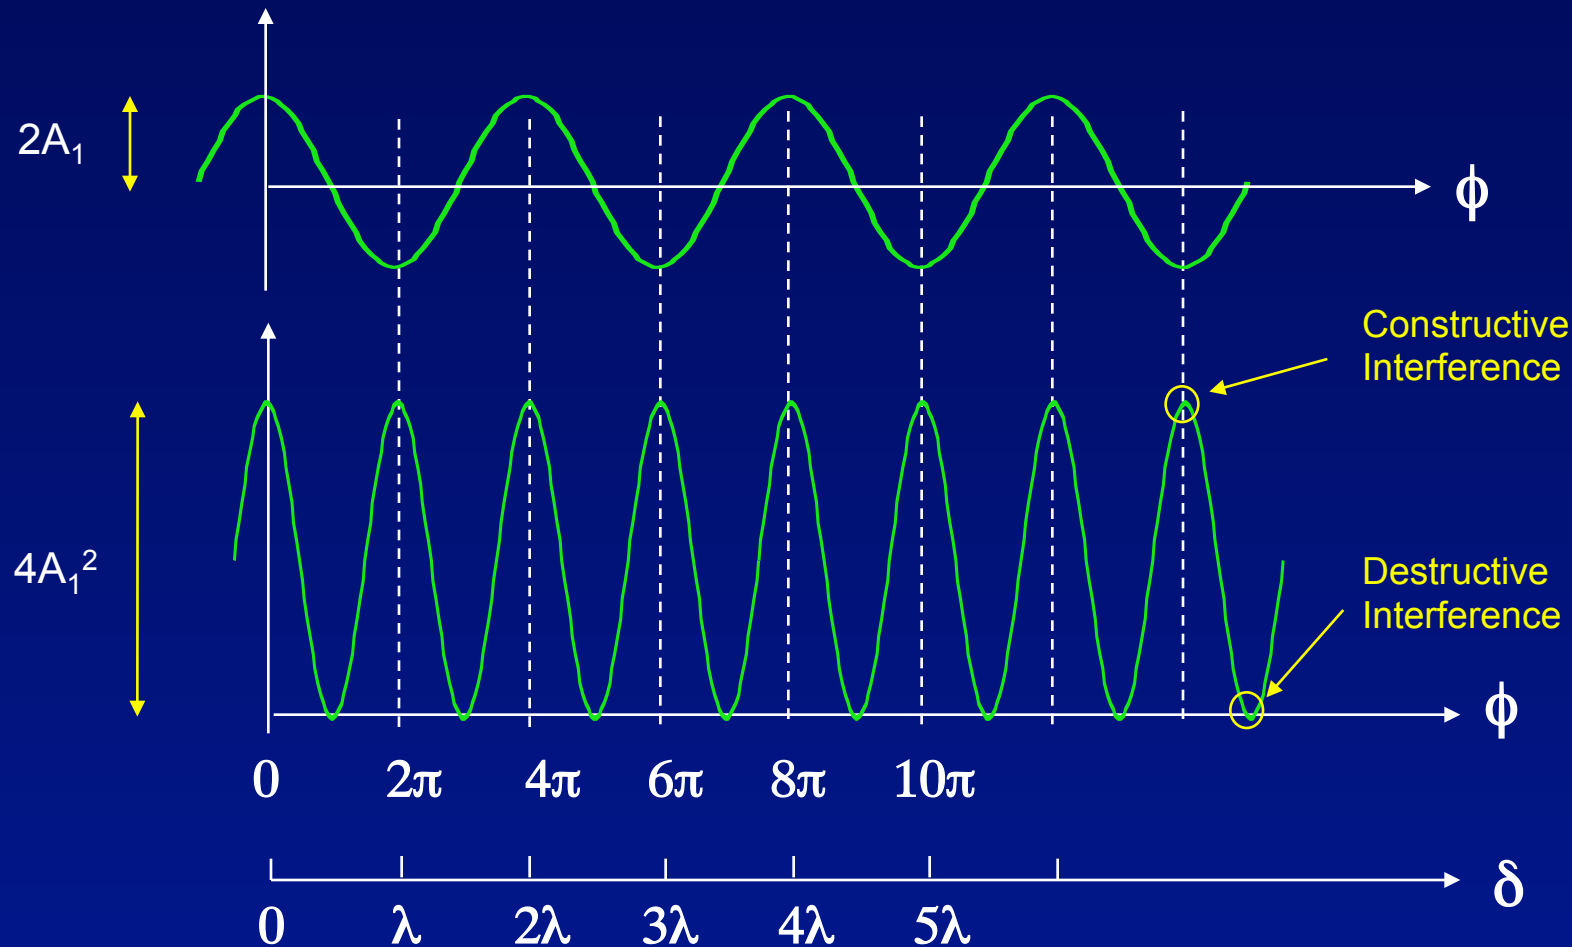 2A₁
ϕ
Constructive
Interference
4A₁²
Destructive
Interference
ϕ
0 2π 4π 6π 8π 10π
δ
0 λ 2λ 3λ 4λ 5λ